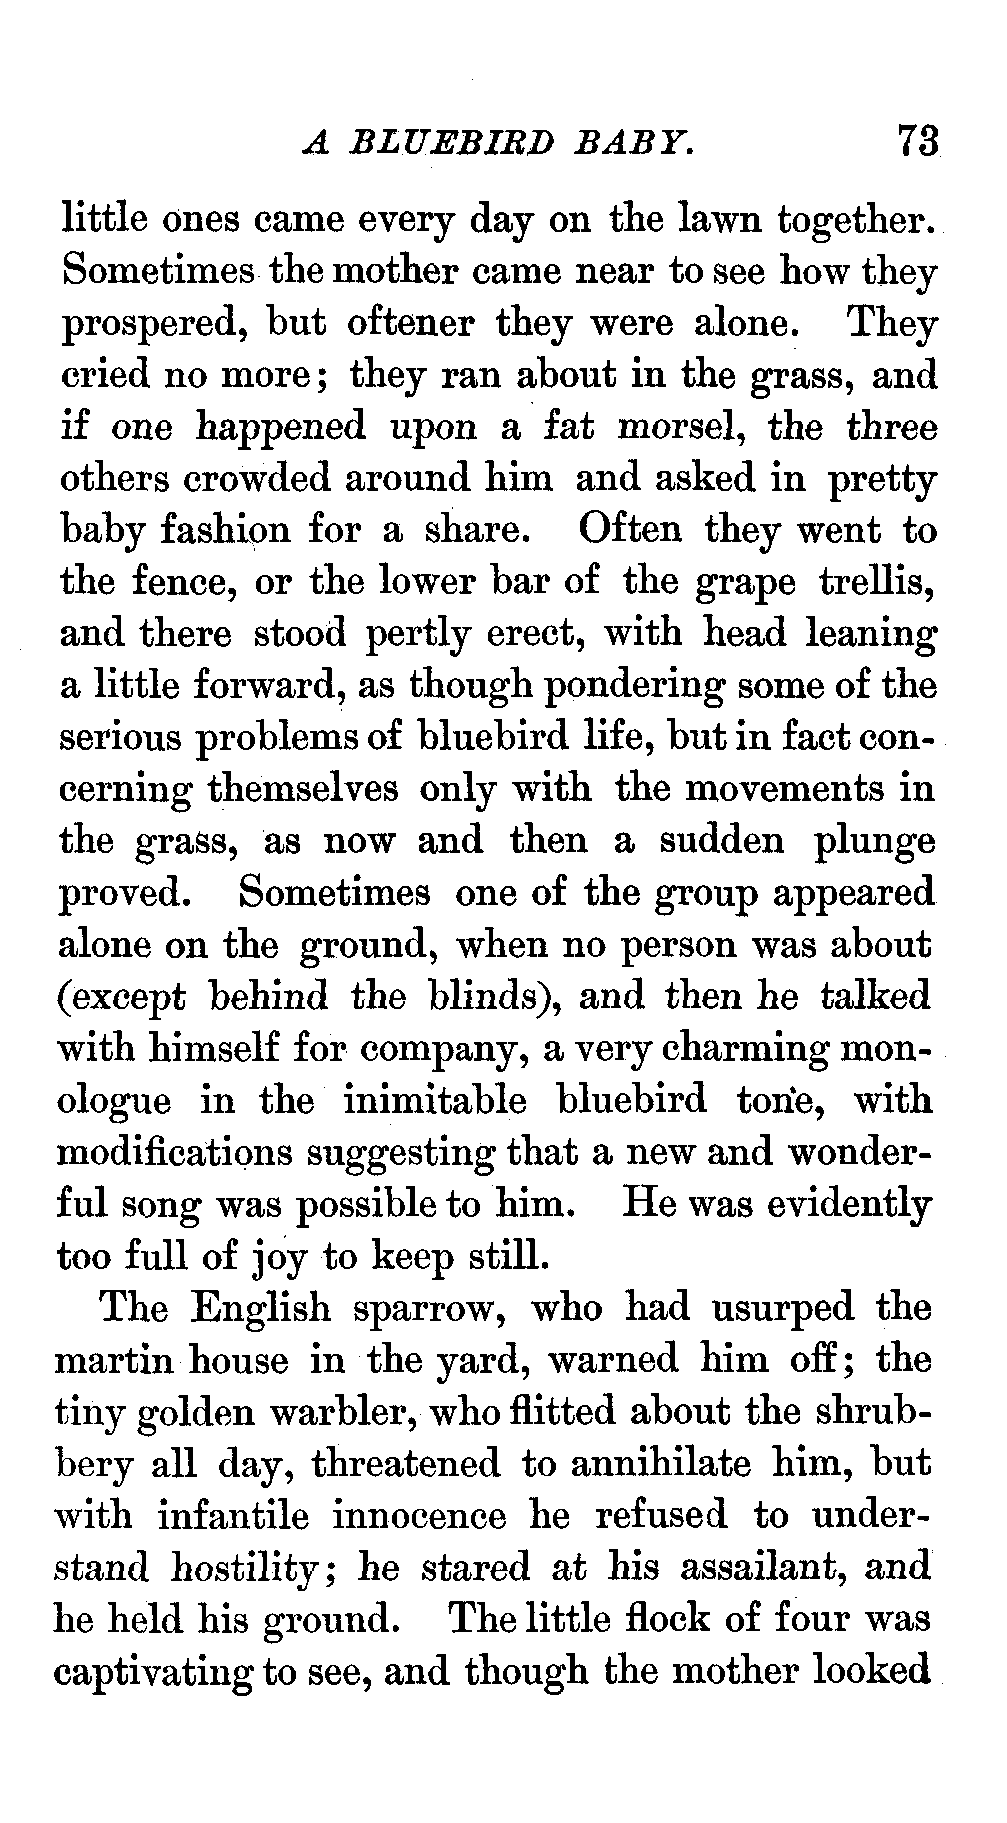 A BLUEBIRD BABY. 73
little ones came every day on the lawn together.
Sometimes the mother came near to see how they
prospered, but oftener they were alone. They
cried no more; they ran about in the grass, and
if one happened upon a fat morsel, the three
others crowded around him and asked in pretty
baby fashion for a share. Often they went to
the fence, or the lower bar of the grape trellis,
and there stood pertly erect, with head leaning
a little forward, as though pondering some of the
serious problems of bluebird life, but in fact con-
cerning themselves only with the movements in
the grass, as now and then a sudden plunge
proved. Sometimes one of the group appeared
alone on the ground, when no person was about
(except behind the blinds), and then he talked
with himself for company, a very charming mon-
ologue in the inimitable bluebird tone, with
modifications suggesting that a new and wonder-
ful song was possible to him. He was evidently
too full of joy to keep still.
The English sparrow, who had usurped the
martin house in the yard, warned him off; the
tiny golden warbler, who flitted about the shrub-
bery all day, threatened to annihilate him, but
with infantile innocence he refused to under-
stand hostility; he stared at his assailant, and
he held his ground. The little flock of four was
captivating to see, and though the mother looked